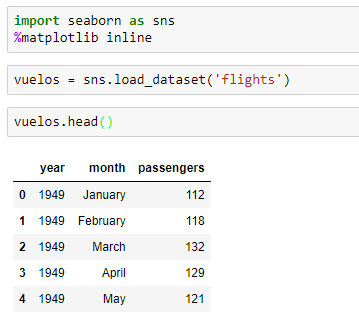 import seaborn as sns
%matplotlib inline
vuelos = sns.load_dataset('flights')
vuelos.head()
year month passengers
0 1949 January 112
1 1949 February 118
2 1949 March 132
3 1949 April 129
4 1949 May 121